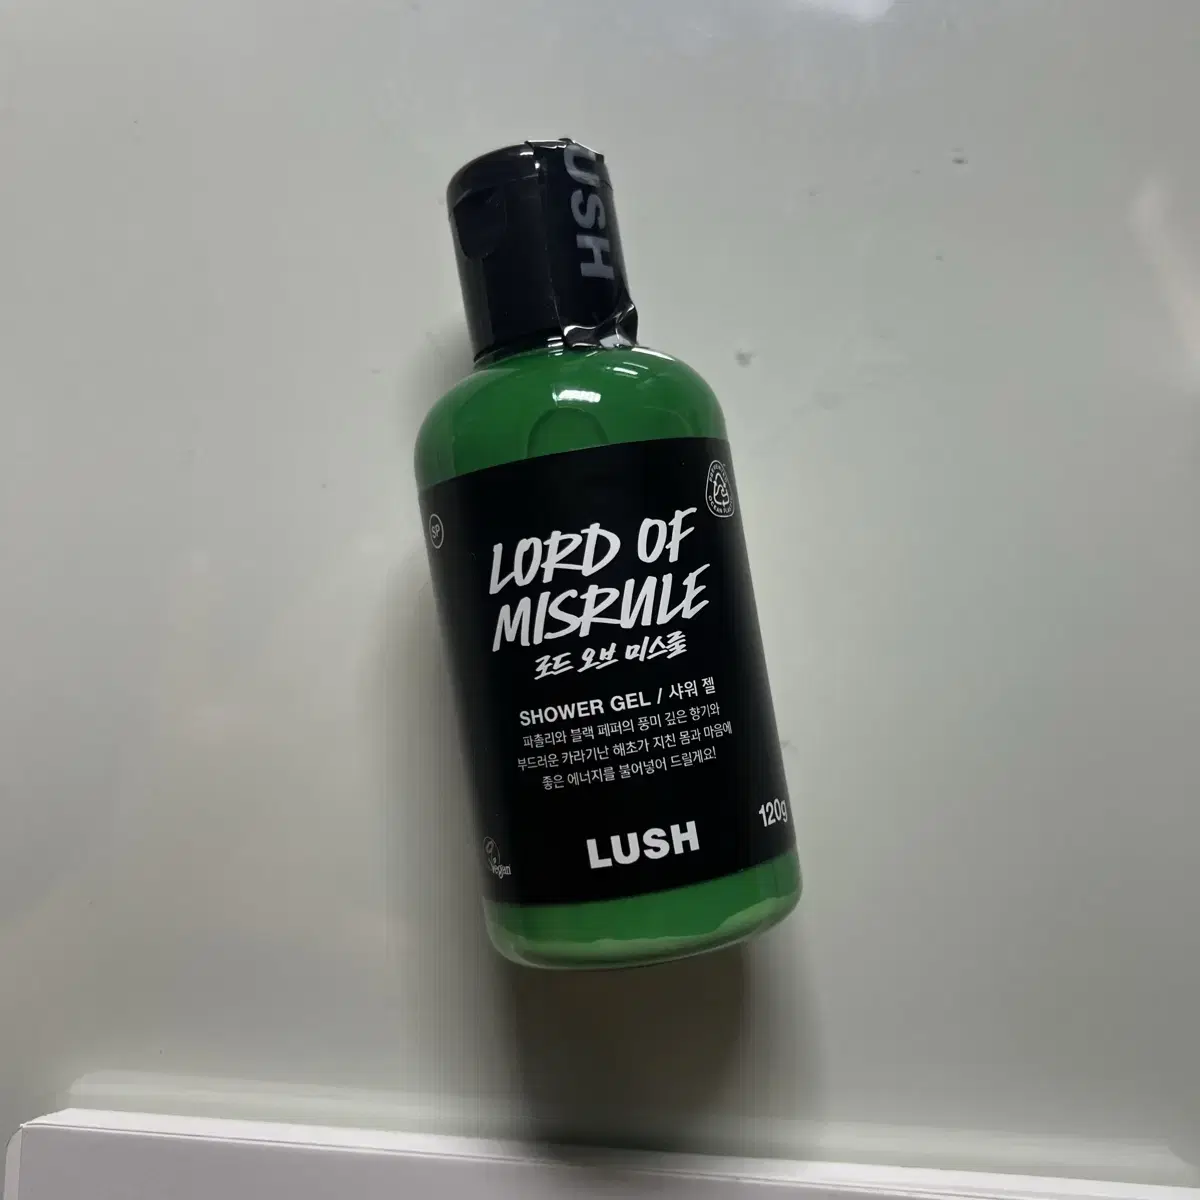 USH
SP
LORD OF
MISRULE
로드 오브 미스룰
SHOWER GEL / 샤워 젤
파촐리와 블랙 페퍼의 풍미 깊은 향기와
부드러운 카라기난 해초가 지친 몸과 마음에
좋은 에너지를 불어넣어 드릴게요!
120g
LUSH
Vegan